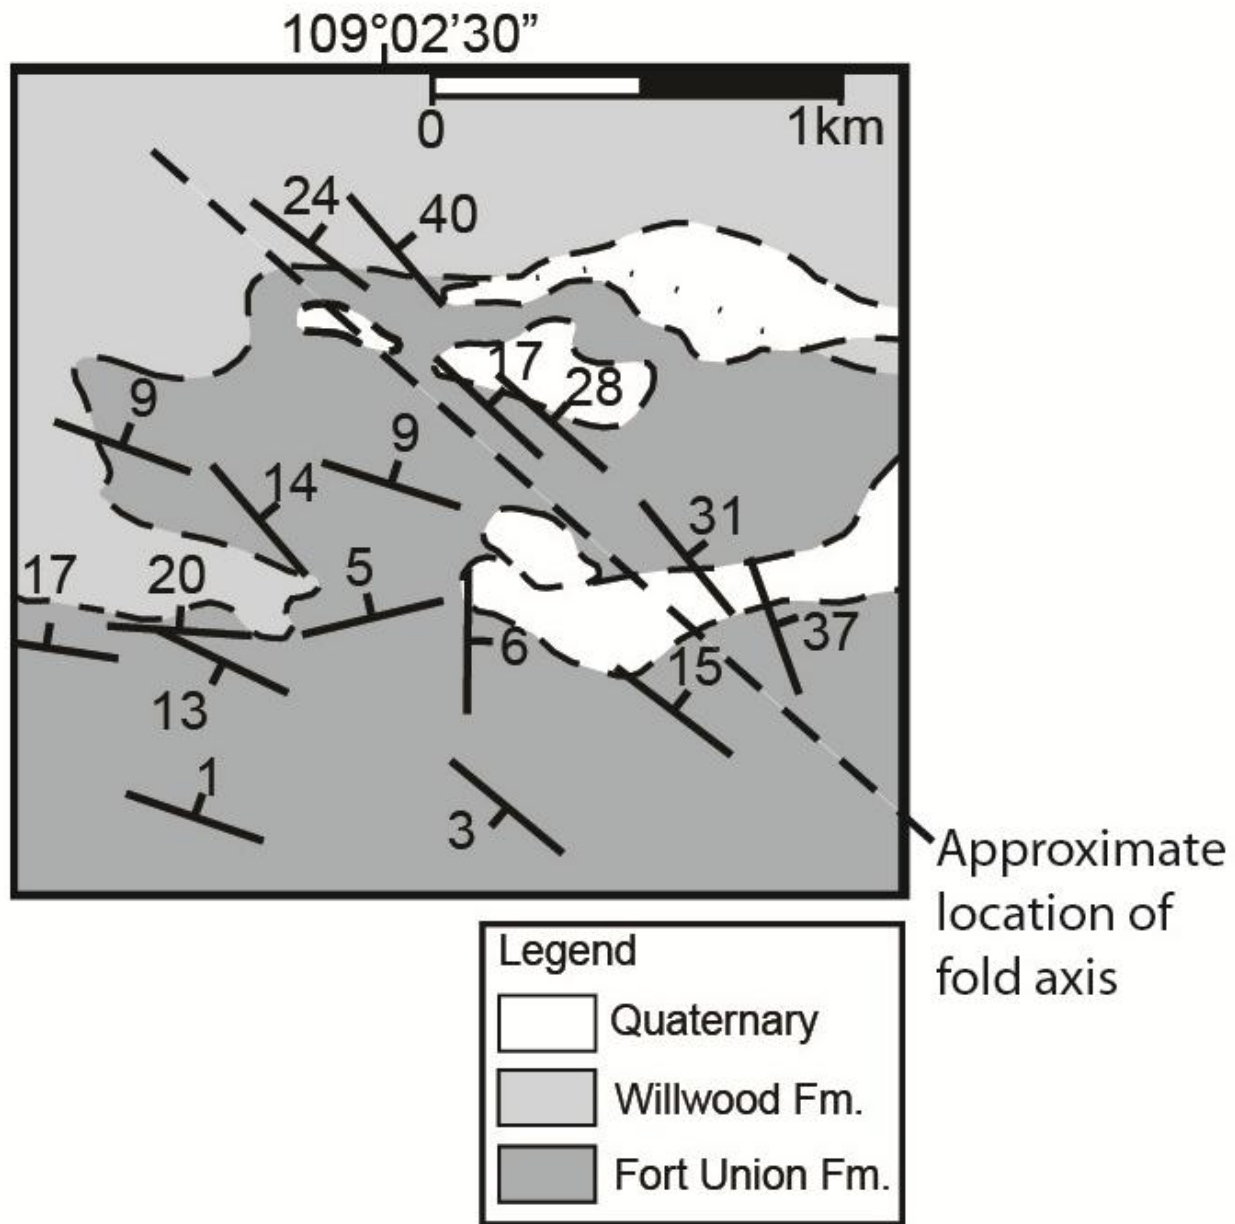 109°02’30”
0
1km
24
40
17
28
9
9
14
31
17
20
5
6
37
13
15
1
3
Approximate
location of
fold axis
Legend
Quaternary
Willwood Fm.
Fort Union Fm.